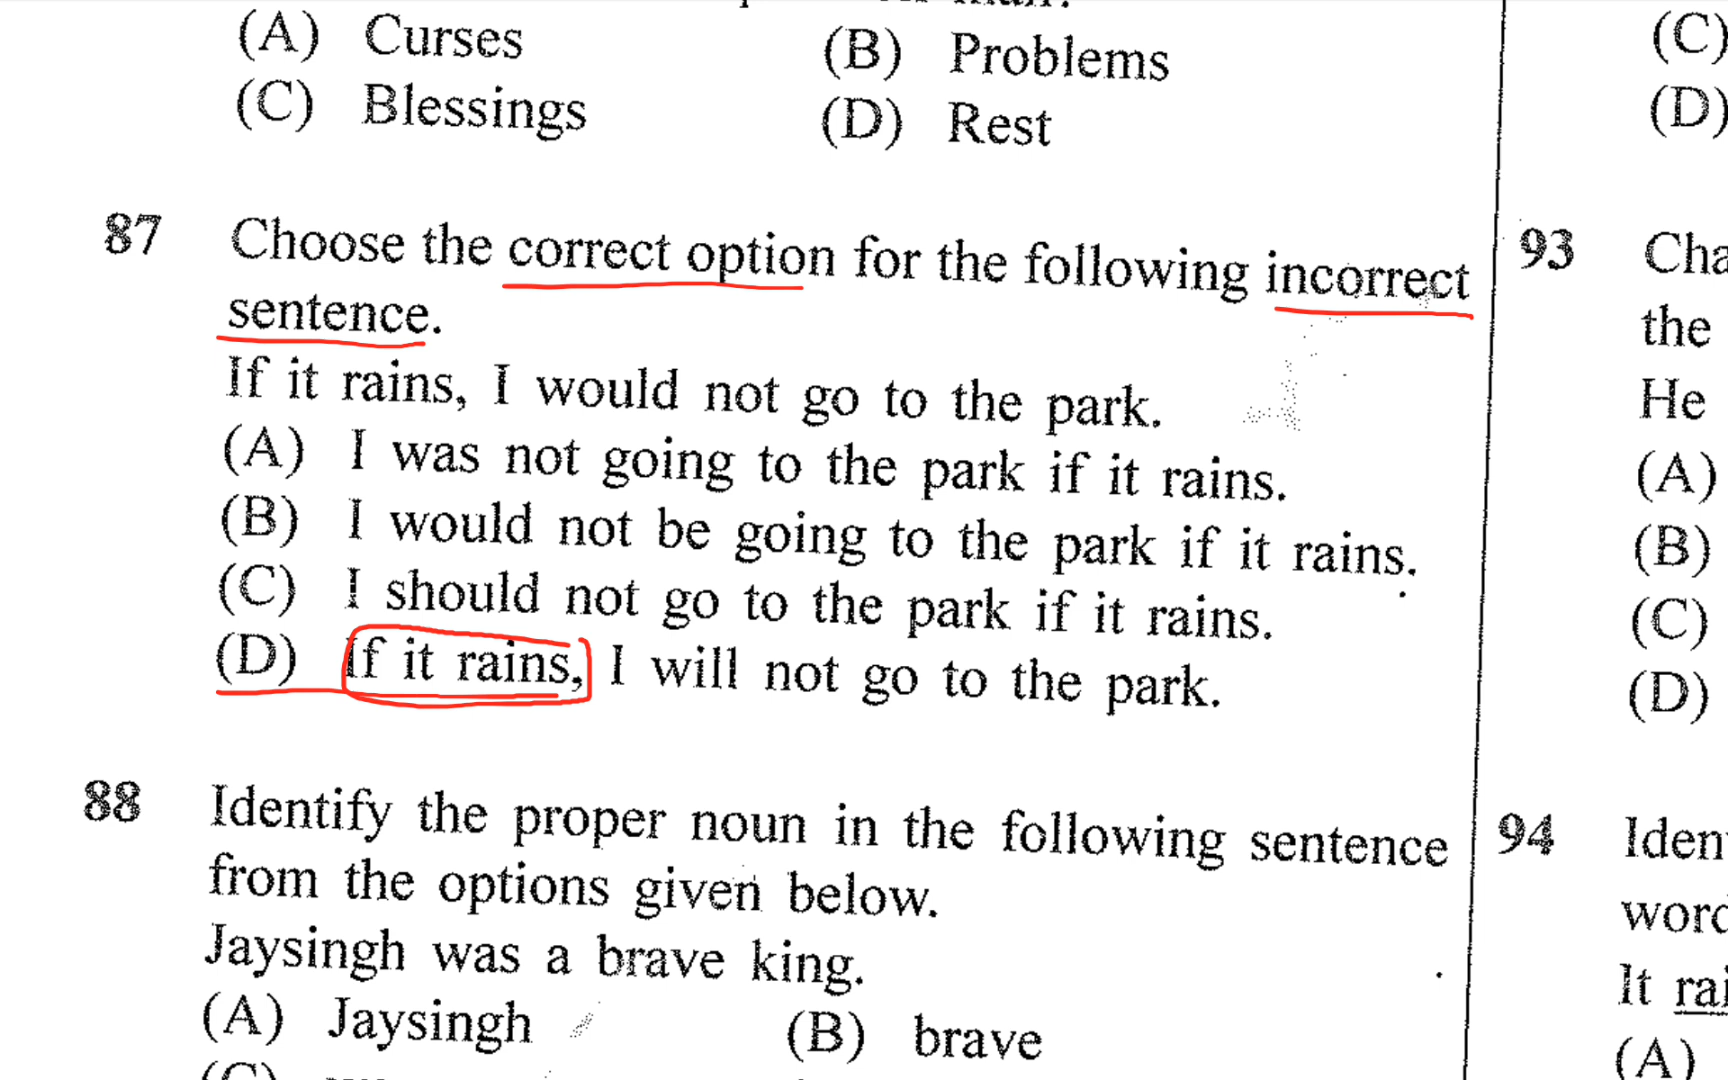 (A) Curses (B) Problems
(C) Blessings (D) Rest
87 Choose the correct option for the following incorrect
sentence.
If it rains, I would not go to the park.
(A) I was not going to the park if it rains.
(B) I would not be going to the park if it rains.
(C) I should not go to the park if it rains.
(D) If it rains, I will not go to the park.
88 Identify the proper noun in the following sentence
from the options given below.
Jaysingh was a brave king.
(A) Jaysingh (B) brave
(C)
(D)
93
the
He
(A)
(B)
(C)
(D)
94
It
(A)